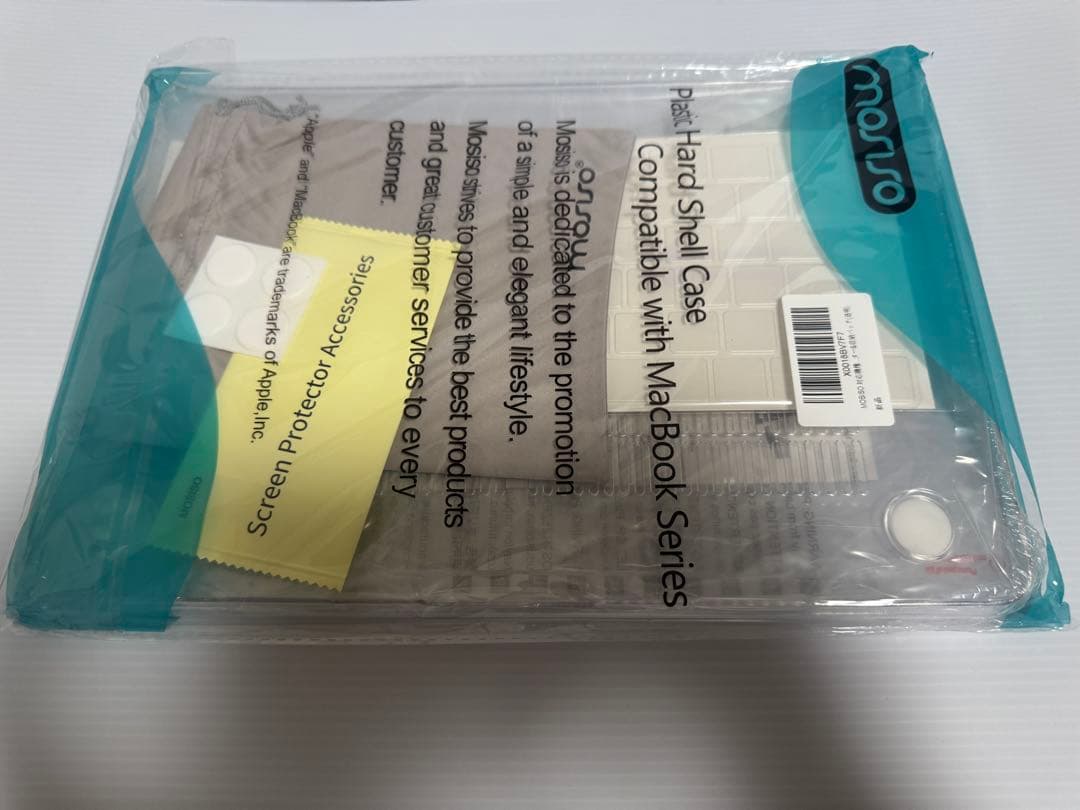 mosiso
Plastic Hard Shell Case
Compatible with MacBook Series
mosiso®
Mosiso is dedicated to the promotion
of a simple and elegant lifestyle.
Mosiso strives to provide the best products
and great customer services to every
customer.
"Apple" and "MacBook" are trademarks of Apple,Inc.
Screen Protector Accessories
MOSISO
X0018BV7F7